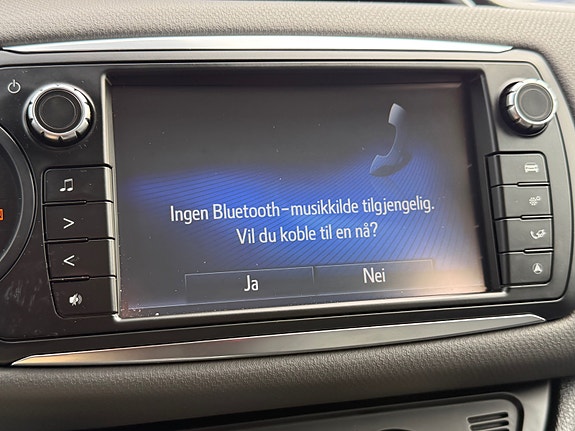 Ingen Bluetooth-musikkilde tilgjengelig.
Vil du koble til en nå?
Ja Nei